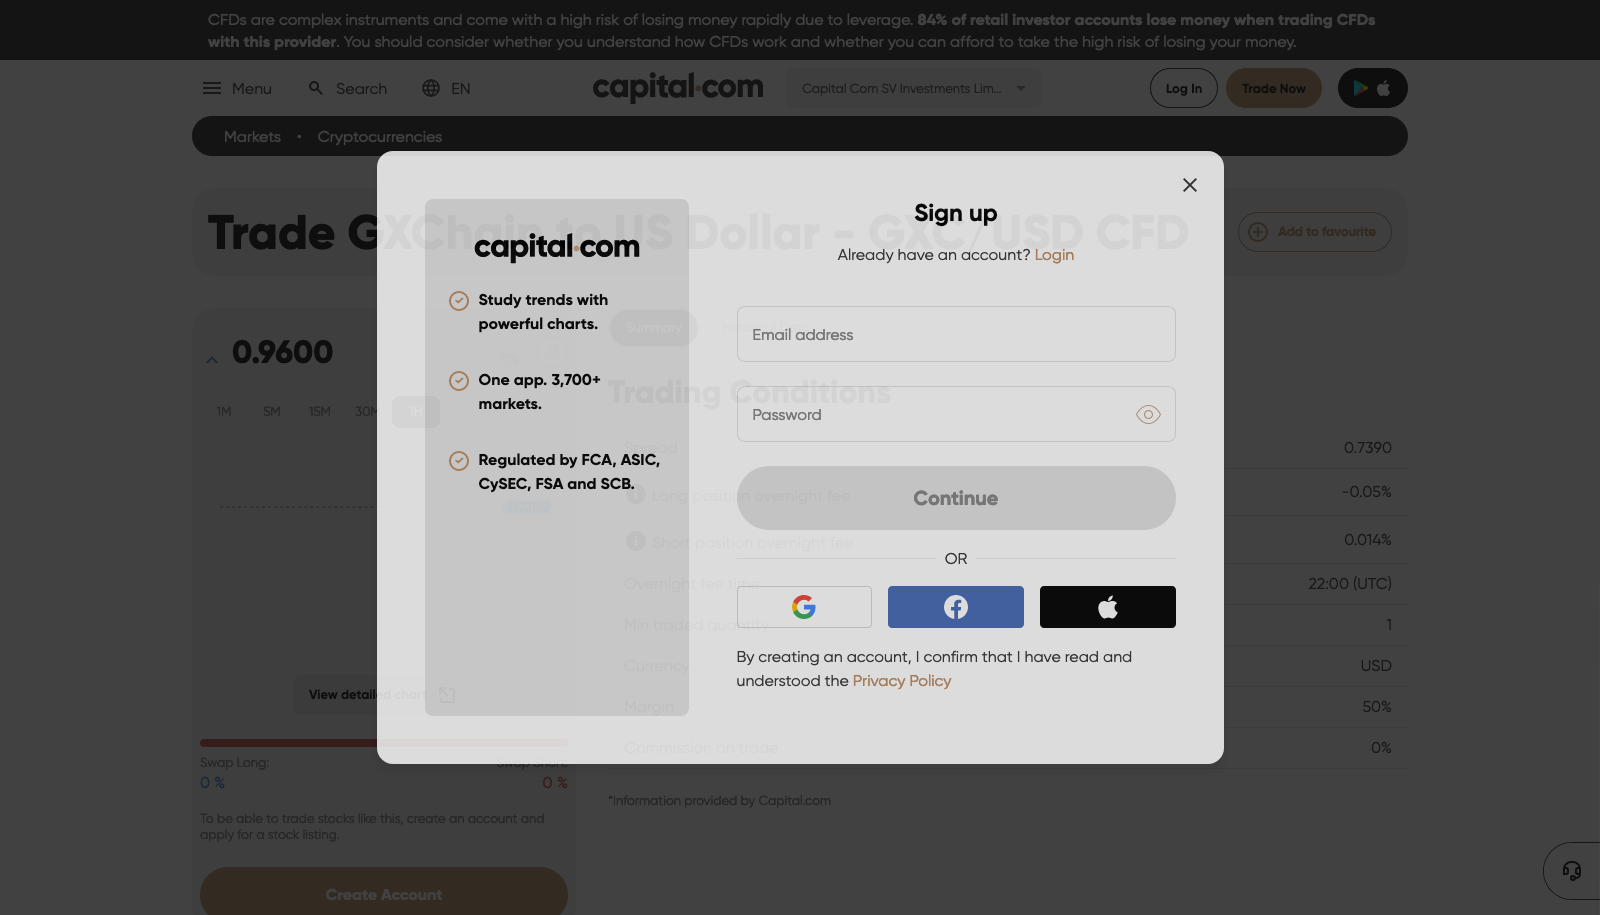 CFDs are complex instruments and come with a high risk of losing money rapidly due to leverage. 84% of retail investor accounts lose money when trading CFDs
with this provider. You should consider whether you understand how CFDs work and whether you can afford to take the high risk of losing your money.
Menu
Search
EN
capital.com
Capital Com SV Investments Lim...
Log In
Trade Now
Markets • Cryptocurrencies
Trade GXChain to US Dollar - GXC/USD CFD
Add to favourite
0.9600
1M
5M
15M
30M
1H
View detailed chart
Swap Long:
Swap Short:
0 %
0 %
To be able to trade stocks like this, create an account and
apply for a stock listing.
Create Account
Summary
Trading Conditions
Spread
0.7390
Long position overnight fee
-0.05%
Short position overnight fee
0.014%
Overnight fee time
22:00 (UTC)
Min traded quantity
1
Currency
USD
Margin
50%
Commission on trade
0%
*Information provided by Capital.com
capital.com
Study trends with
powerful charts.
One app. 3,700+
markets.
Regulated by FCA, ASIC,
CySEC, FSA and SCB.
Sign up
Already have an account? Login
Email address
Password
Continue
OR
By creating an account, I confirm that I have read and
understood the Privacy Policy